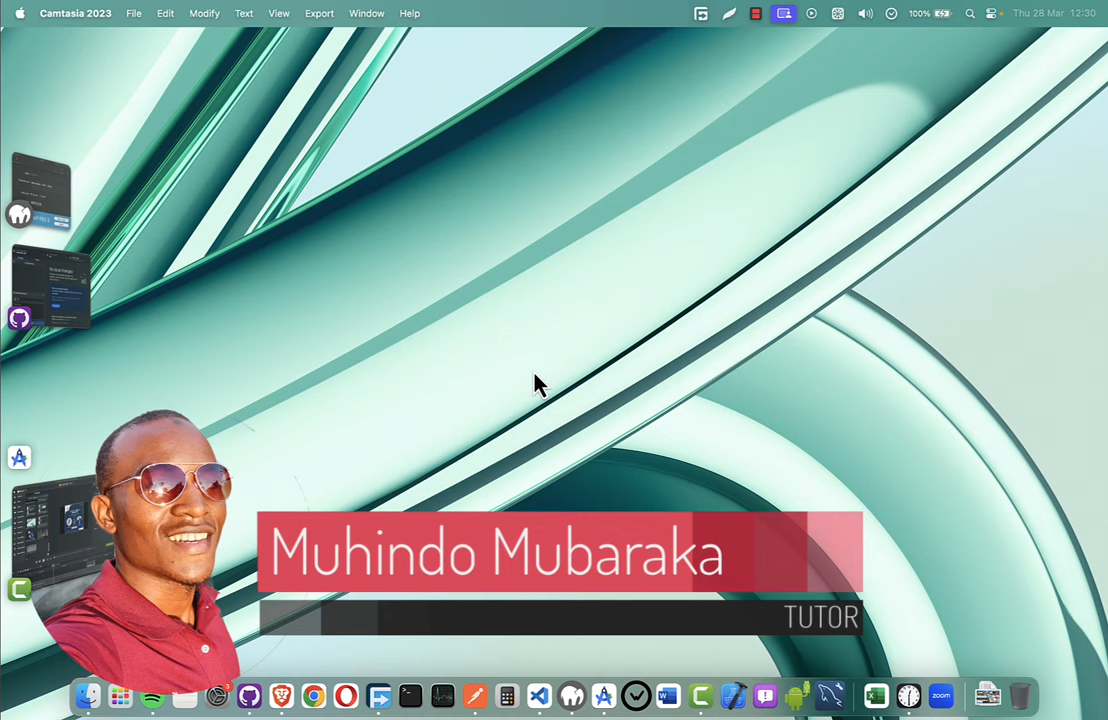 Camtasia 2023 File Edit Modify Text View Export Window Help 100% Thu 28 Mar 12:30
Muhindo Mubaraka
TUTOR
zoom